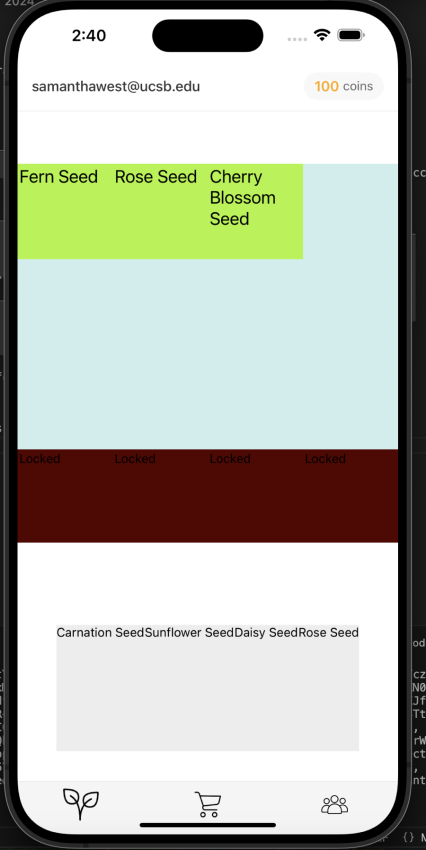 2024
2:40
samanthawest@ucsb.edu
100 coins
Fern Seed Rose Seed Cherry
Blossom
Seed
Locked Locked Locked Locked
Carnation Seed Sunflower Seed Daisy Seed Rose Seed